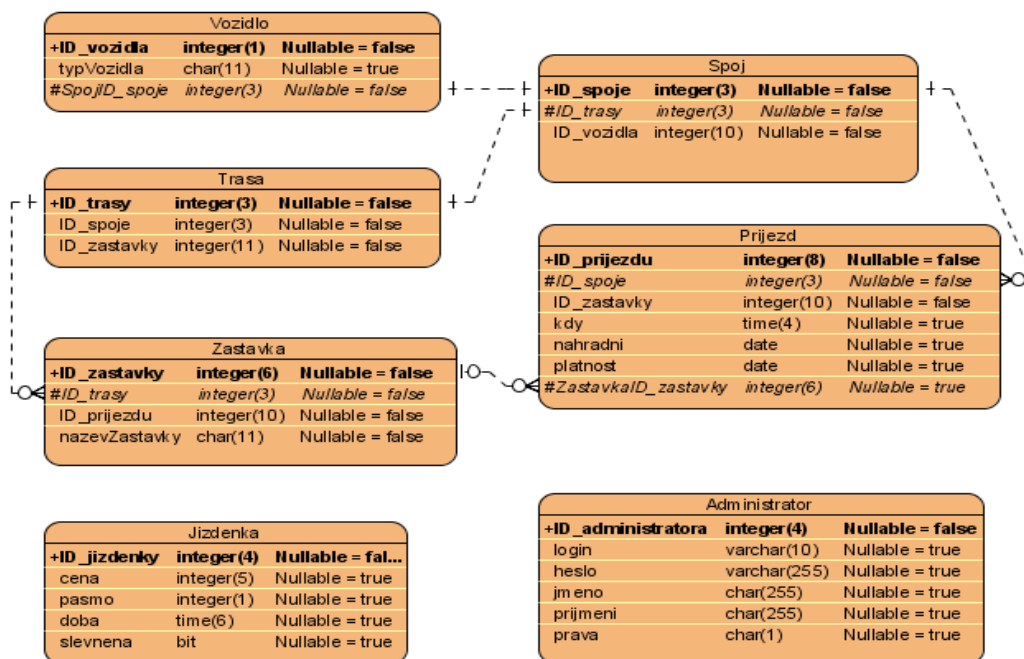 Vozidlo
+ID_vozidla integer(1) Nullable = false
typVozidla char(11) Nullable = true
#SpojID_spoje integer(3) Nullable = false
Spoj
+ID_spoje integer(3) Nullable = false
#ID_trasy integer(3) Nullable = false
ID_vozidla integer(10) Nullable = false
Trasa
+ID_trasy integer(3) Nullable = false
ID_spoje integer(3) Nullable = false
ID_zastavky integer(11) Nullable = false
Prijezd
+ID_prijezdu integer(8) Nullable = false
#ID_spoje integer(3) Nullable = false
ID_zastavky integer(10) Nullable = false
kdy time(4) Nullable = true
nahradni date Nullable = true
platnost date Nullable = true
#ZastavkaID_zastavky integer(6) Nullable = true
Zastavka
+ID_zastavky integer(6) Nullable = false
#ID_trasy integer(3) Nullable = false
ID_prijezdu integer(10) Nullable = false
nazevZastavky char(11) Nullable = false
Jizdenka
+ID_jizdenky integer(4) Nullable = fal...
cena integer(5) Nullable = true
pasmo integer(1) Nullable = true
doba time(6) Nullable = true
slevnena bit Nullable = true
Administrator
+ID_administratora integer(4) Nullable = false
login varchar(10) Nullable = true
heslo varchar(255) Nullable = true
jmeno char(255) Nullable = true
prijmeni char(255) Nullable = true
prava char(1) Nullable = true